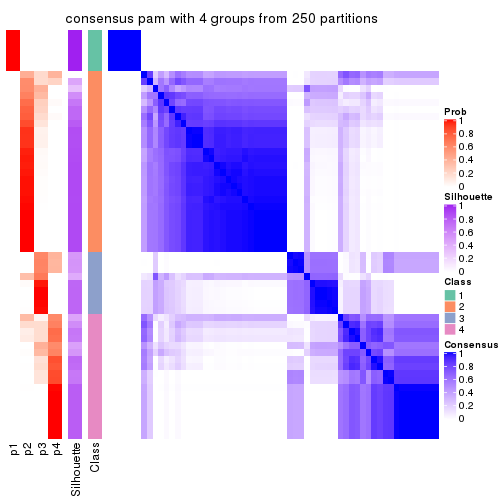 consensus pam with 4 groups from 250 partitions
Prob
1
0.8
0.6
0.4
0.2
0
Silhouette
1
0.8
0.6
0.4
0.2
0
Class
1
2
3
4
Consensus
1
0.8
0.6
0.4
0.2
0
p1
p2
p3
p4
Silhouette
Class